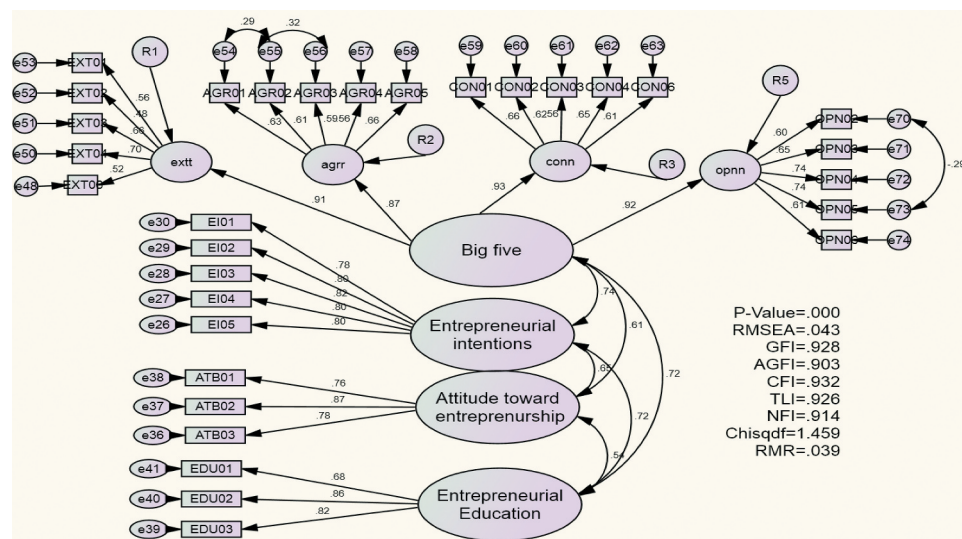 .29
.32
e54
e55
e56
e57
e58
e59
e60
e61
e62
e63
e53
e52
e51
e50
e48
EXT01
EXT02
EXT03
EXT04
R1
.56
.48
.66
.70
.52
extt
AGR01
AGR02
AGR03
AGR04
AGR05
.63
.61
.59
.56
.66
agrr
R2
CON01
CON02
CON03
CON04
CON06
.66
.62
.56
.65
.61
conn
R3
R5
opnn
.60
.65
.74
.74
.61
OPN02
OPN03
OPN04
OPN05
OPN06
e70
e71
e72
e73
e74
-.29
.91
.87
.93
.92
Big five
e30
EI01
e29
EI02
e28
EI03
e27
EI04
e26
EI05
.78
.80
.82
.80
.80
Entrepreneurial
intentions
.74
.61
.72
.65
.72
.54
e38
ATB01
e37
ATB02
e36
ATB03
.76
.87
.78
Attitude toward
entreprenurship
e41
EDU01
e40
EDU02
e39
EDU03
.68
.86
.82
Entrepreneurial
Education
P-Value=.000
RMSEA=.043
GFI=.928
AGFI=.903
CFI=.932
TLI=.926
NFI=.914
Chisqdf=1.459
RMR=.039